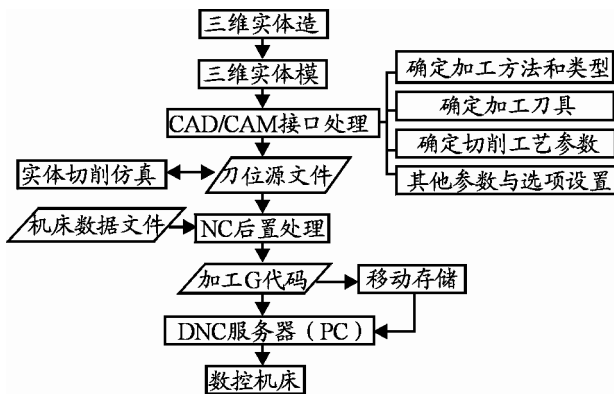 三维实体造
三维实体模
CAD/CAM接口处理
确定加工方法和类型
确定加工刀具
确定切削工艺参数
其他参数与选项设置
实体切削仿真
刀位源文件
机床数据文件
NC后置处理
加工G代码
移动存储
DNC服务器（PC）
数控机床